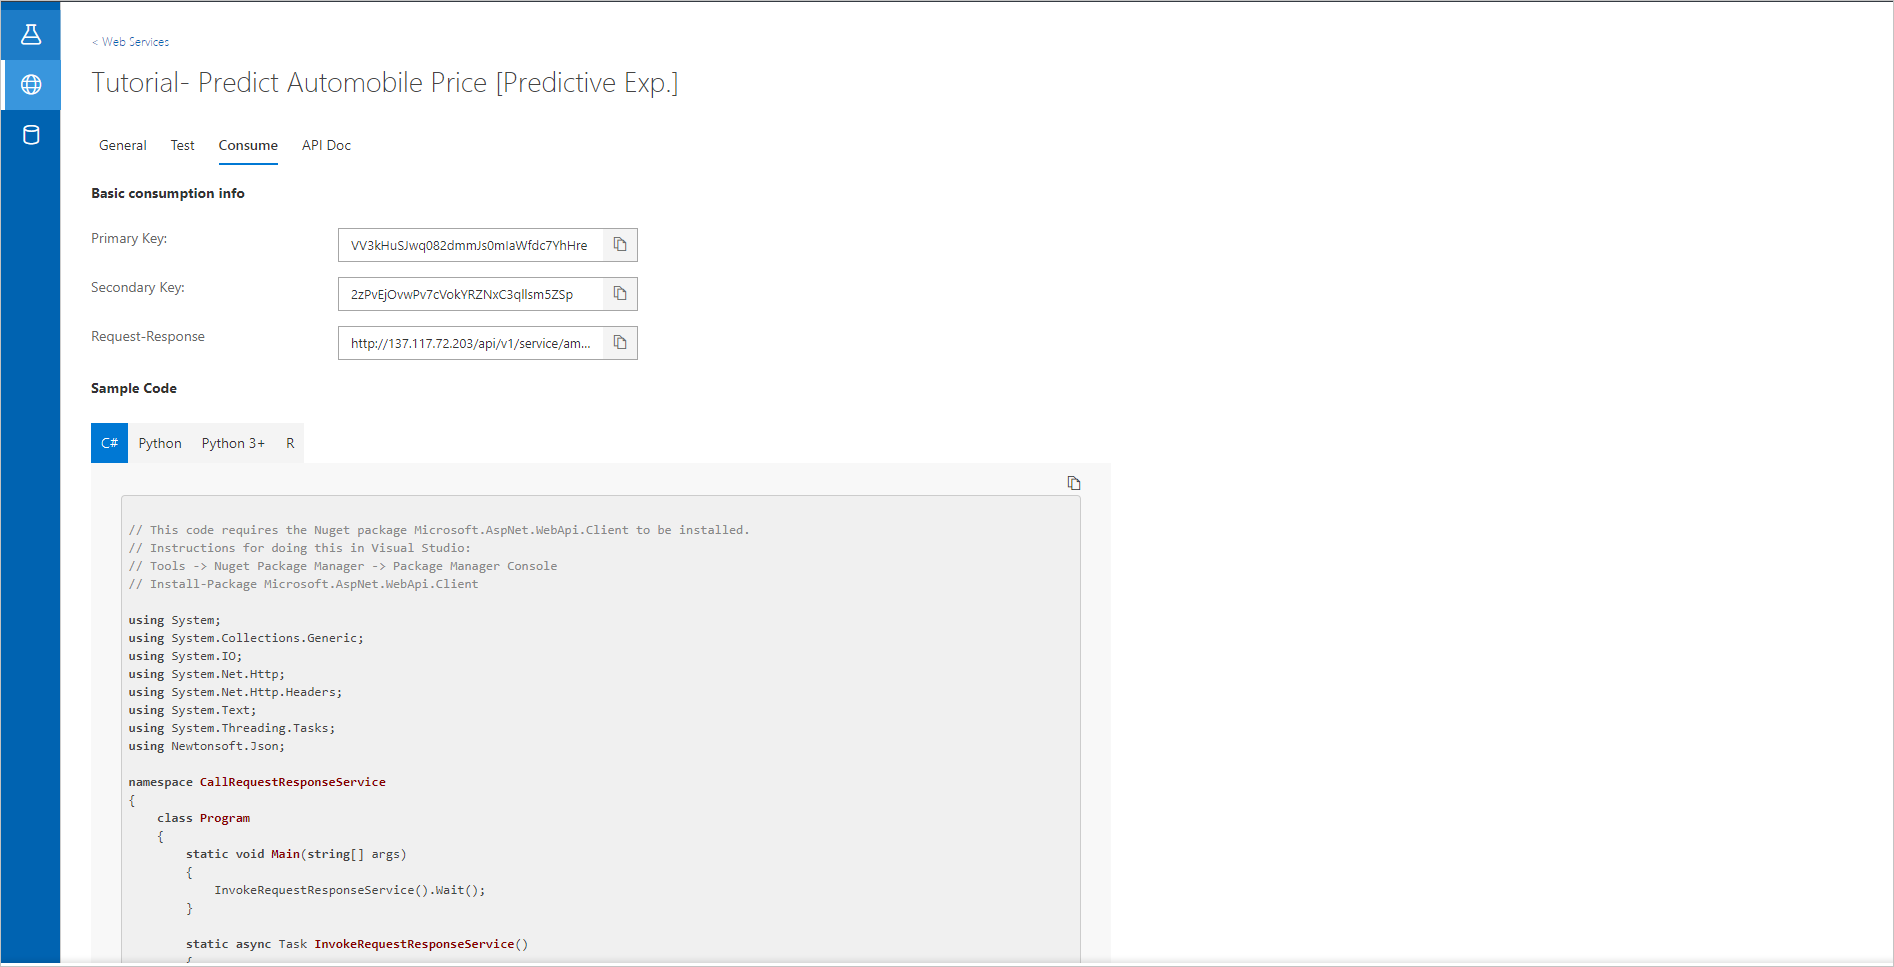 < Web Services
Tutorial- Predict Automobile Price [Predictive Exp.]
General Test Consume API Doc
Basic consumption info
Primary Key: VV3kHuSJwq082dmmJs0mIaWfdc7YhHre
Secondary Key: 2zPvEjOvwPv7cVokYRZNxC3qllsm5ZSp
Request-Response http://137.117.72.203/api/v1/service/am...
Sample Code
C# Python Python 3+ R
// This code requires the Nuget package Microsoft.AspNet.WebApi.Client to be installed.
// Instructions for doing this in Visual Studio:
// Tools -> Nuget Package Manager -> Package Manager Console
// Install-Package Microsoft.AspNet.WebApi.Client
using System;
using System.Collections.Generic;
using System.IO;
using System.Net.Http;
using System.Net.Http.Headers;
using System.Text;
using System.Threading.Tasks;
using Newtonsoft.Json;
namespace CallRequestResponseService
{
class Program
{
static void Main(string[] args)
{
InvokeRequestResponseService().Wait();
}
static async Task InvokeRequestResponseService()
{